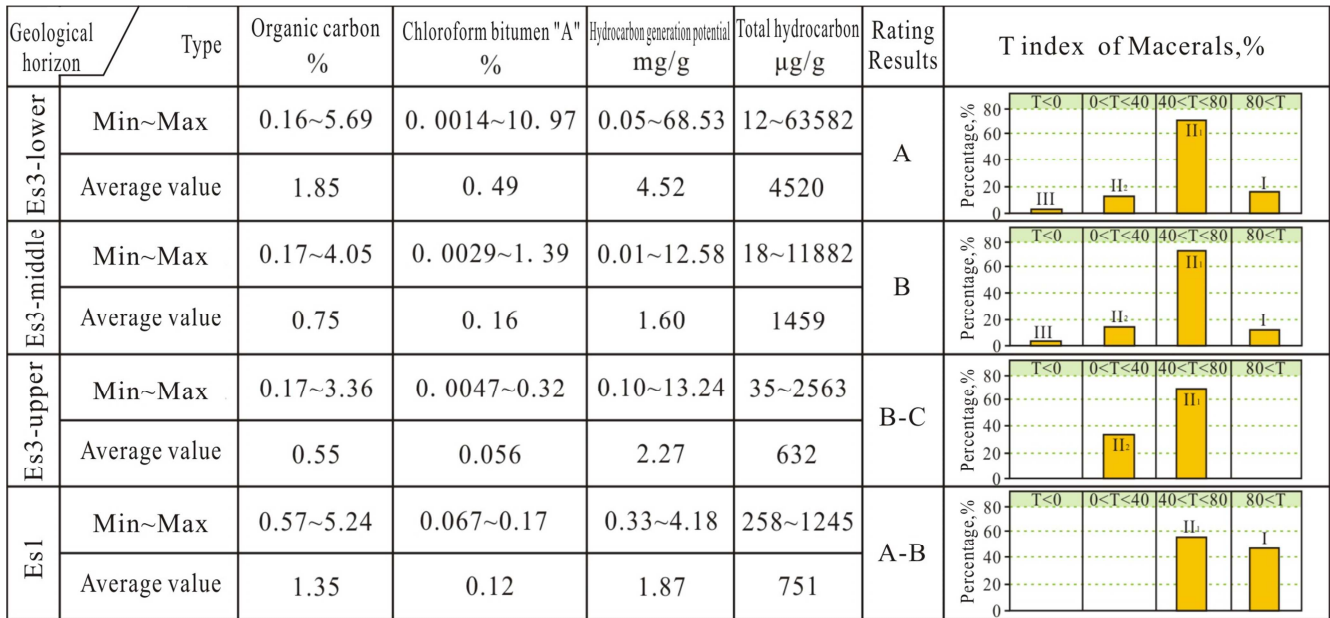 Geological horizon Type Organic carbon % Chloroform bitumen "A" % Hydrocarbon generation potential mg/g Total hydrocarbon μg/g Rating Results T index of Macerals,%
Es3-lower
Min~Max 0.16~5.69 0. 0014~10. 97 0.05~68.53 12~63582
Average value 1.85 0. 49 4.52 4520
A
Percentage,%
80
60
40
20
0
T<0 0<T<40 40<T<80 80<T
III II₂ II₁ I
Es3-middle
Min~Max 0.17~4.05 0. 0029~1. 39 0.01~12.58 18~11882
Average value 0.75 0. 16 1.60 1459
B
Percentage,%
80
60
40
20
0
T<0 0<T<40 40<T<80 80<T
III II₂ II₁ I
Es3-upper
Min~Max 0.17~3.36 0. 0047~0.32 0.10~13.24 35~2563
Average value 0.55 0.056 2.27 632
B-C
Percentage,%
80
60
40
20
0
T<0 0<T<40 40<T<80 80<T
II₂ II₁
Es1
Min~Max 0.57~5.24 0.067~0.17 0.33~4.18 258~1245
Average value 1.35 0.12 1.87 751
A-B
Percentage,%
80
60
40
20
0
T<0 0<T<40 40<T<80 80<T
II₁ I